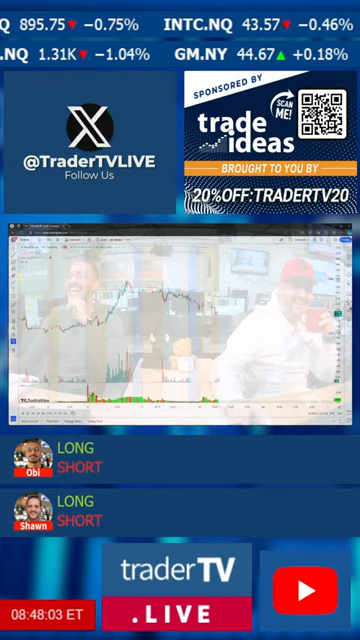 Q 895.75▼ −0.75% INTC.NQ 43.57▼ −0.46%
.NQ 1.31K▼ −1.04% GM.NY 44.67▲ +0.18%
@TraderTVLIVE
Follow Us
SPONSORED BY
SCAN ME!
trade
ideas
BROUGHT TO YOU BY
20%OFF:TRADERTV20
TradingView
LONG
SHORT
Obi
LONG
SHORT
Shawn
traderTV
.LIVE
08:48:03 ET